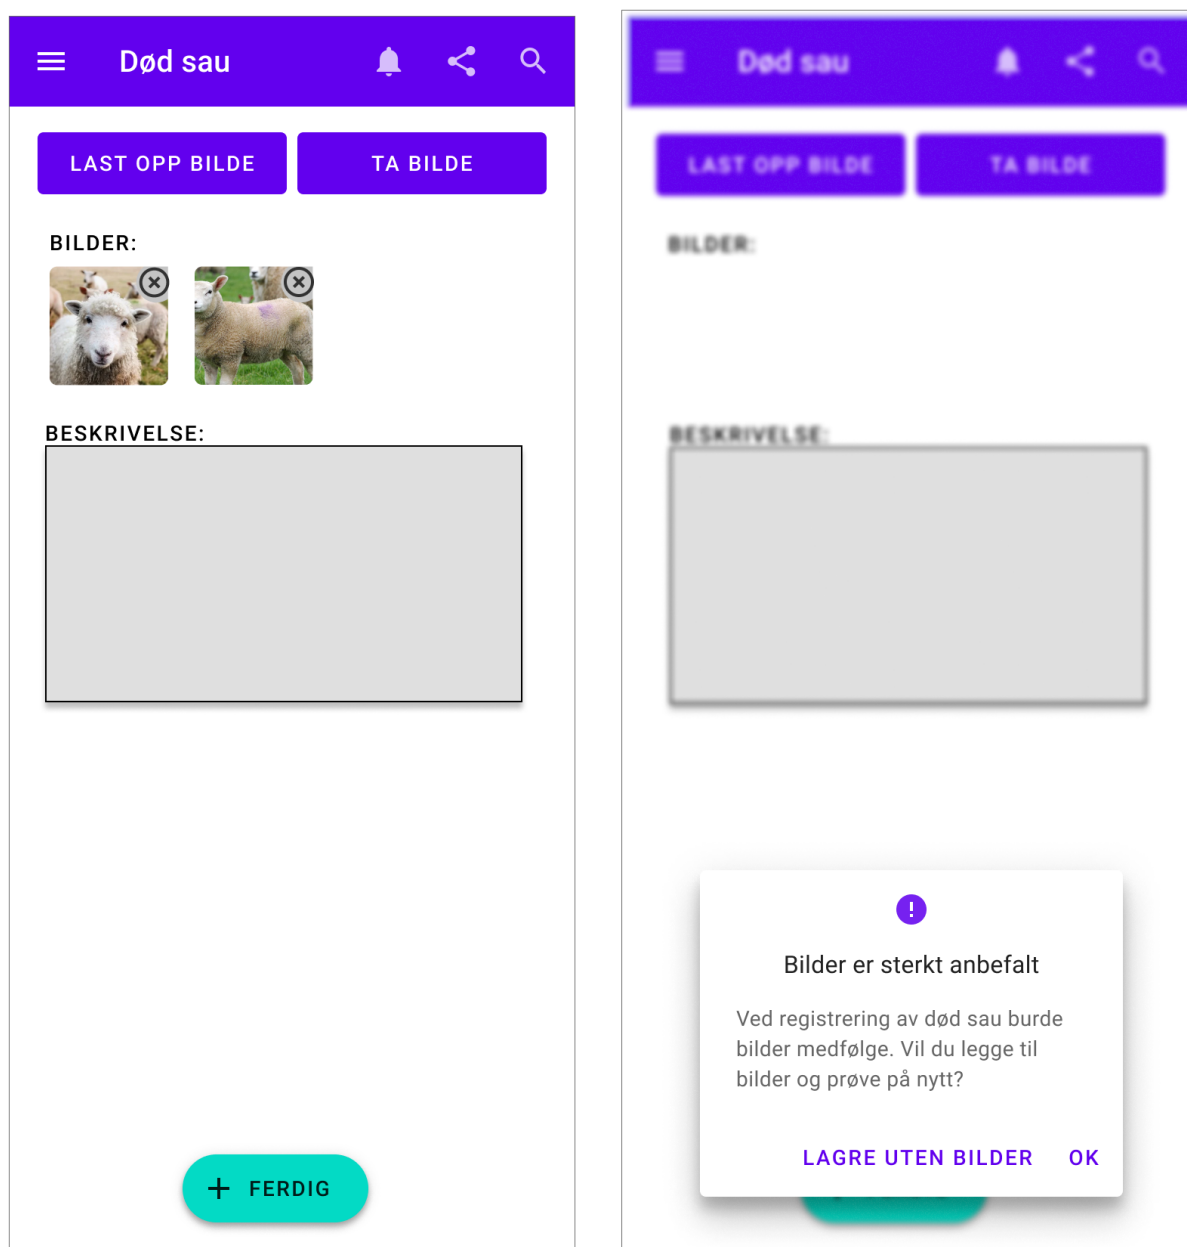 Død sau
LAST OPP BILDE
TA BILDE
BILDER:
BESKRIVELSE:
FERDIG
Død sau
LAST OPP BILDE
TA BILDE
BILDER:
BESKRIVELSE:
Bilder er sterkt anbefalt
Ved registrering av død sau burde
bilder medfølge. Vil du legge til
bilder og prøve på nytt?
LAGRE UTEN BILDER
OK